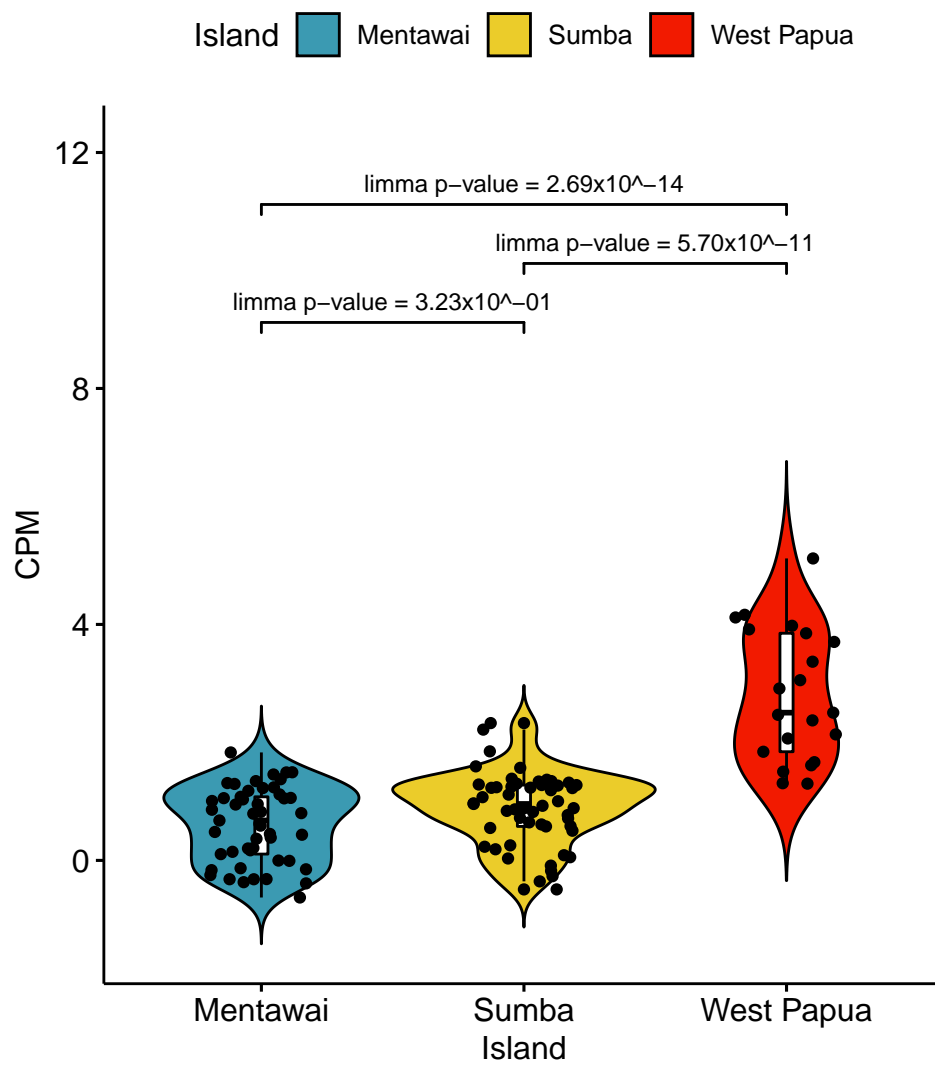 Island Mentawai Sumba West Papua
12
limma p−value = 2.69x10^−14
limma p−value = 5.70x10^−11
limma p−value = 3.23x10^−01
8
CPM
4
0
Mentawai Sumba West Papua
Island